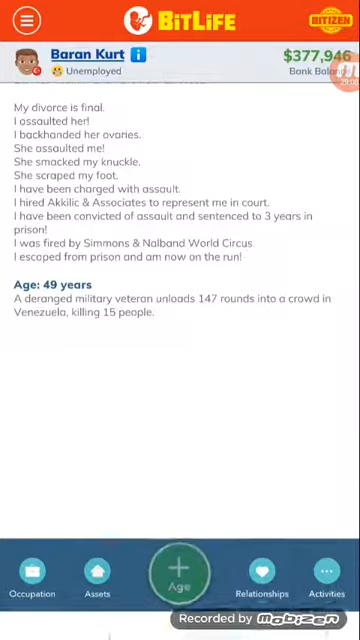 BitLife
BITIZEN
Baran Kurt i $377,946
Unemployed Bank Balance
29:08
My divorce is final.
I assaulted her!
I backhanded her ovaries.
She assaulted me!
She smacked my knuckle.
She scraped my foot.
I have been charged with assault.
I hired Akkilic & Associates to represent me in court.
I have been convicted of assault and sentenced to 3 years in
prison!
I was fired by Simmons & Nalband World Circus.
I escaped from prison and am now on the run!
Age: 49 years
A deranged military veteran unloads 147 rounds into a crowd in
Venezuela, killing 15 people.
Occupation Assets Age Relationships Activities
Recorded by mobizen